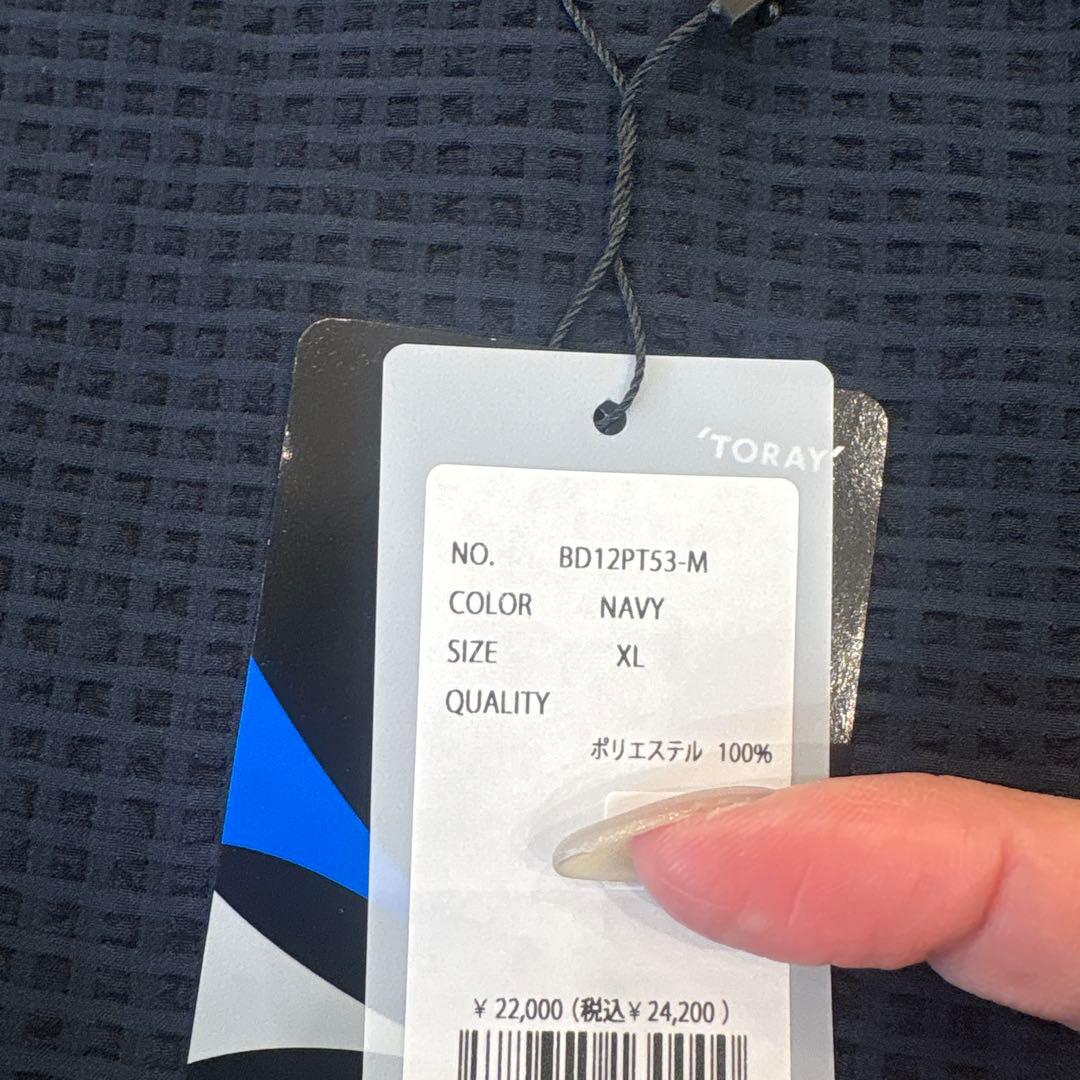 'TORAY'
NO. BD12PT53-M
COLOR NAVY
SIZE XL
QUALITY
ポリエステル 100%
¥ 22,000 (税込¥ 24,200 )